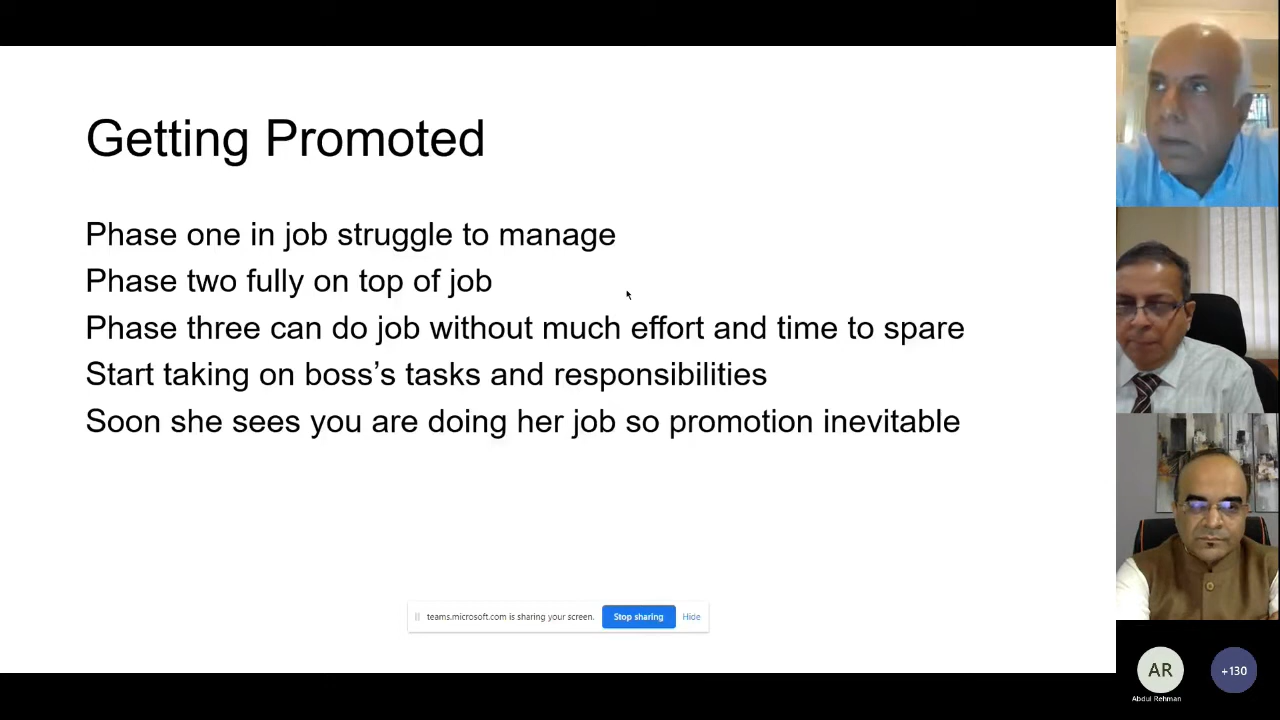 Getting Promoted
Phase one in job struggle to manage
Phase two fully on top of job
Phase three can do job without much effort and time to spare
Start taking on boss’s tasks and responsibilities
Soon she sees you are doing her job so promotion inevitable
teams.microsoft.com is sharing your screen. Stop sharing Hide
AR +130
Abdul Rehman